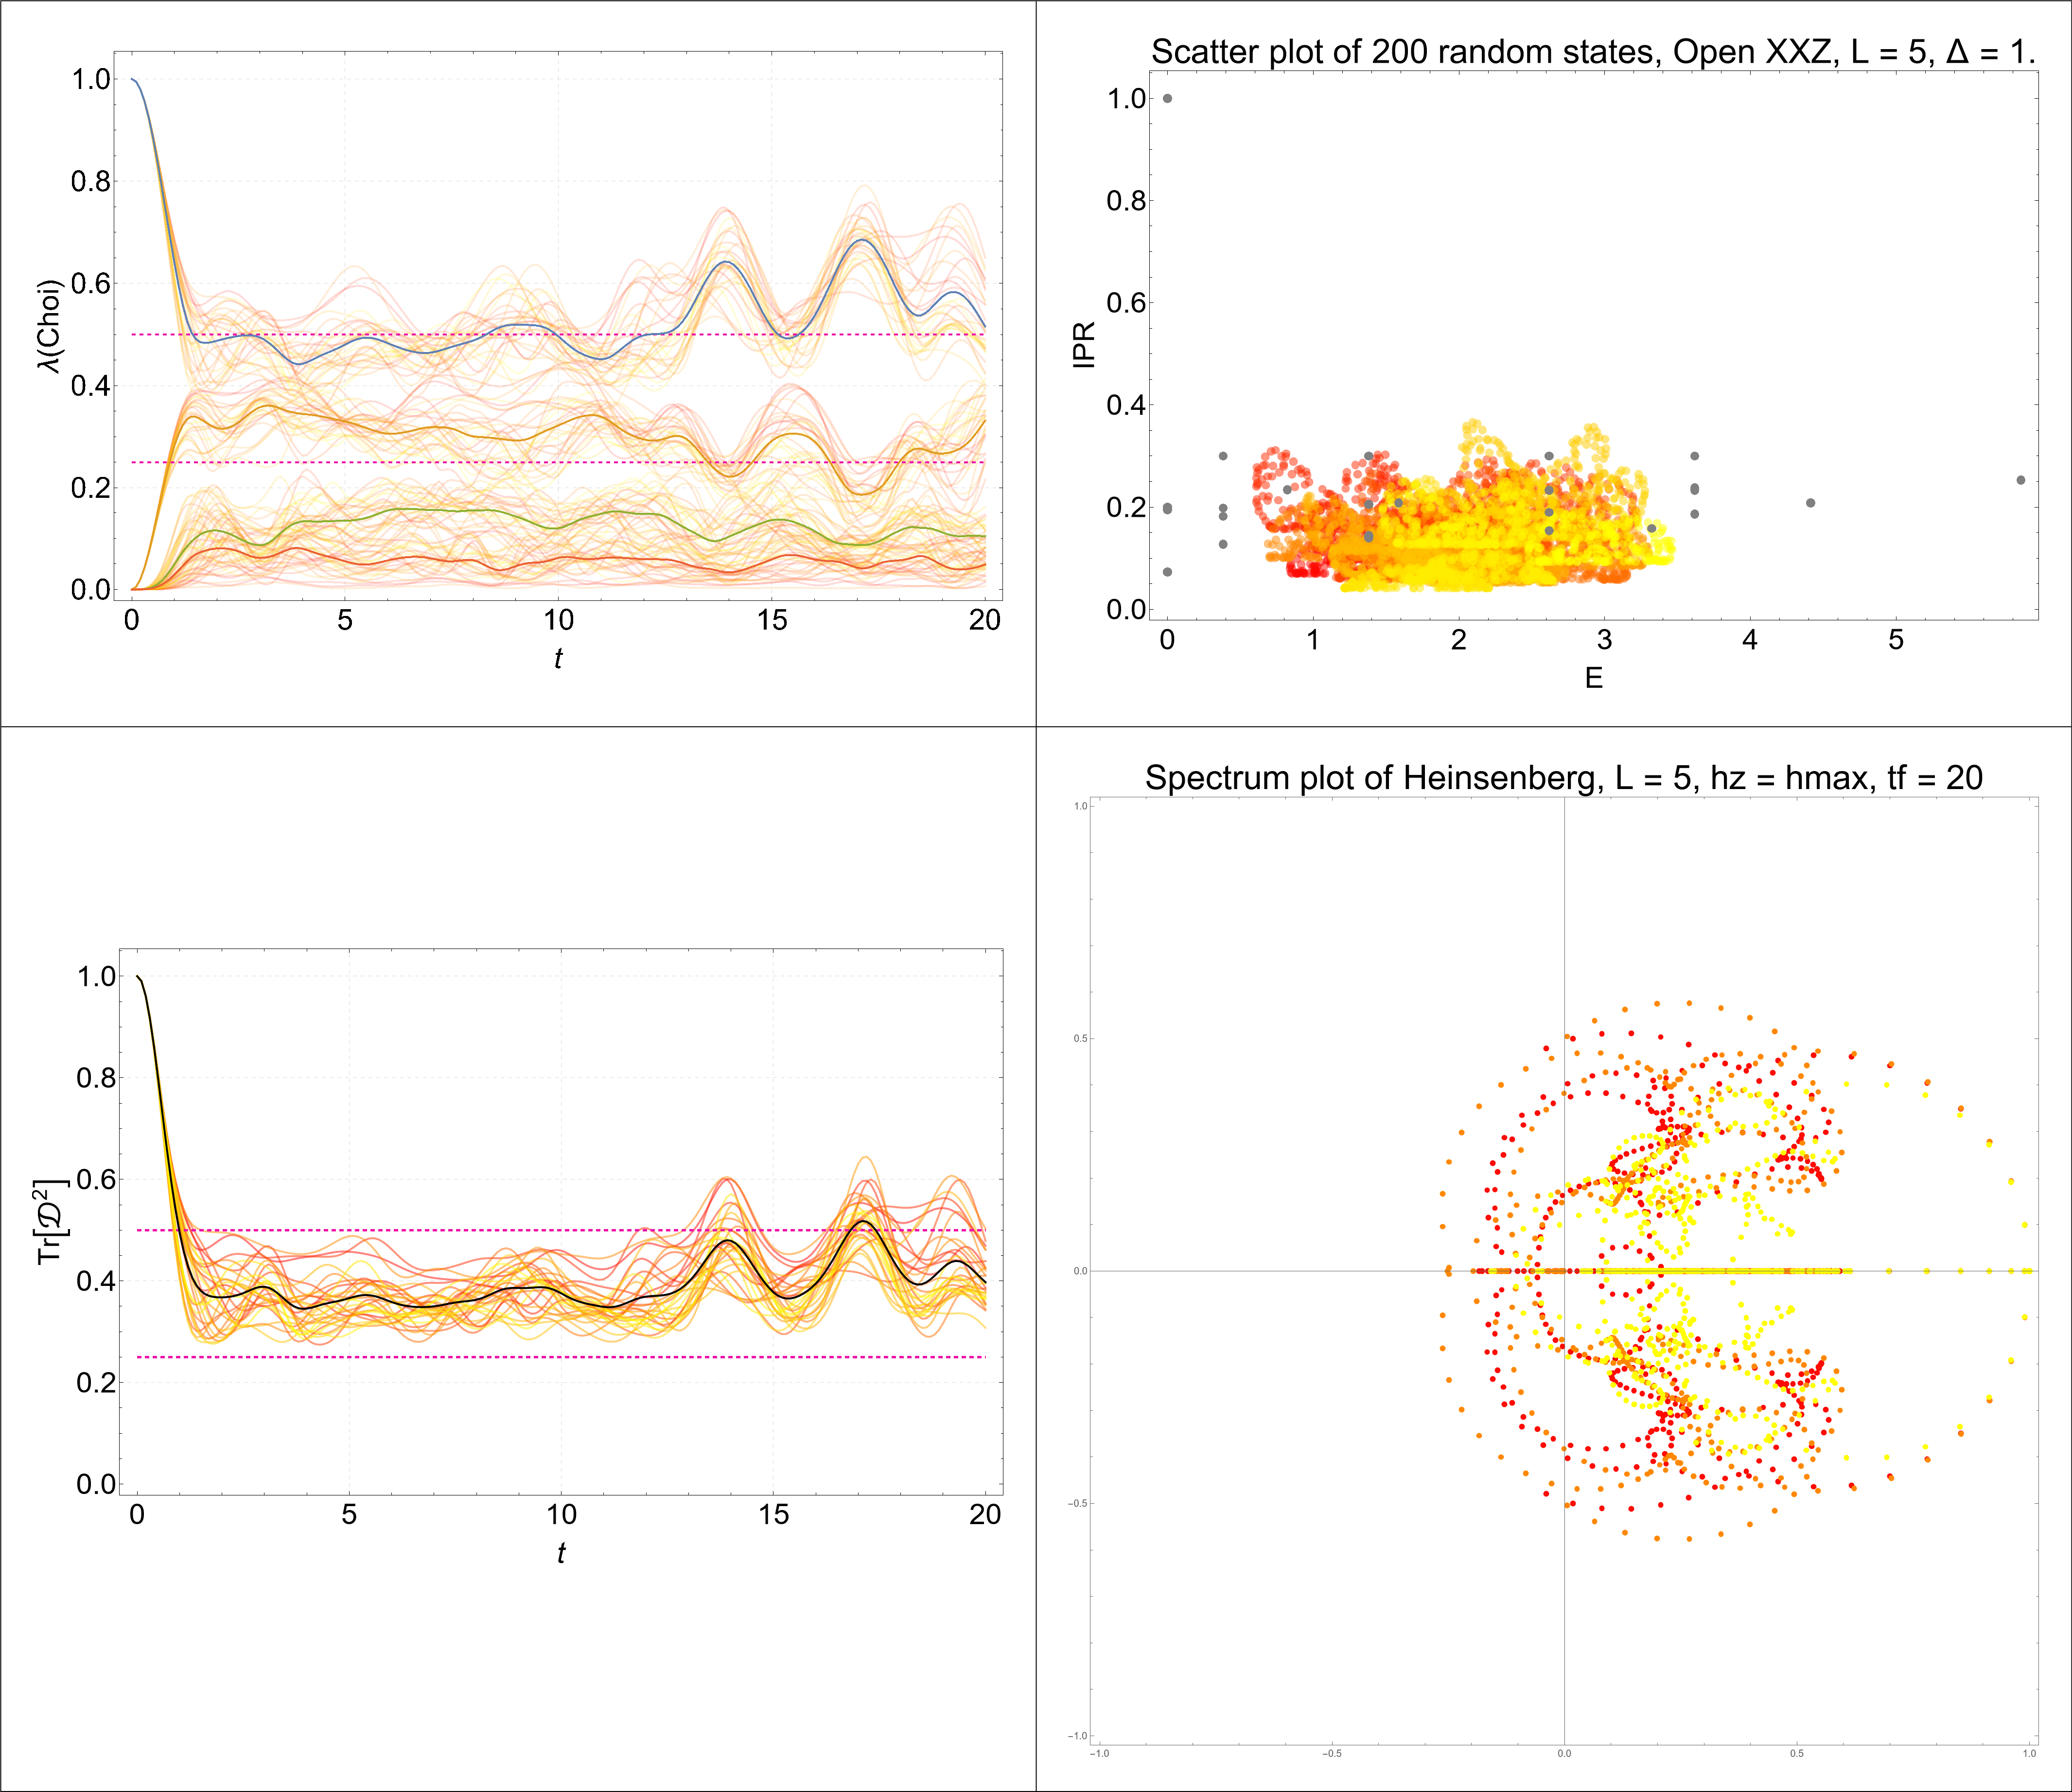 1.0
0.8
0.6
0.4
0.2
0.0
λ(Choi)
0 5 10 15 20
t
Scatter plot of 200 random states, Open XXZ, L = 5, Δ = 1.
1.0
0.8
0.6
0.4
0.2
0.0
IPR
0 1 2 3 4 5
E
1.0
0.8
0.6
0.4
0.2
0.0
Tr[𝒟²]
0 5 10 15 20
t
Spectrum plot of Heinsenberg, L = 5, hz = hmax, tf = 20
1.0
0.5
0.0
−0.5
−1.0
−1.0 −0.5 0.0 0.5 1.0